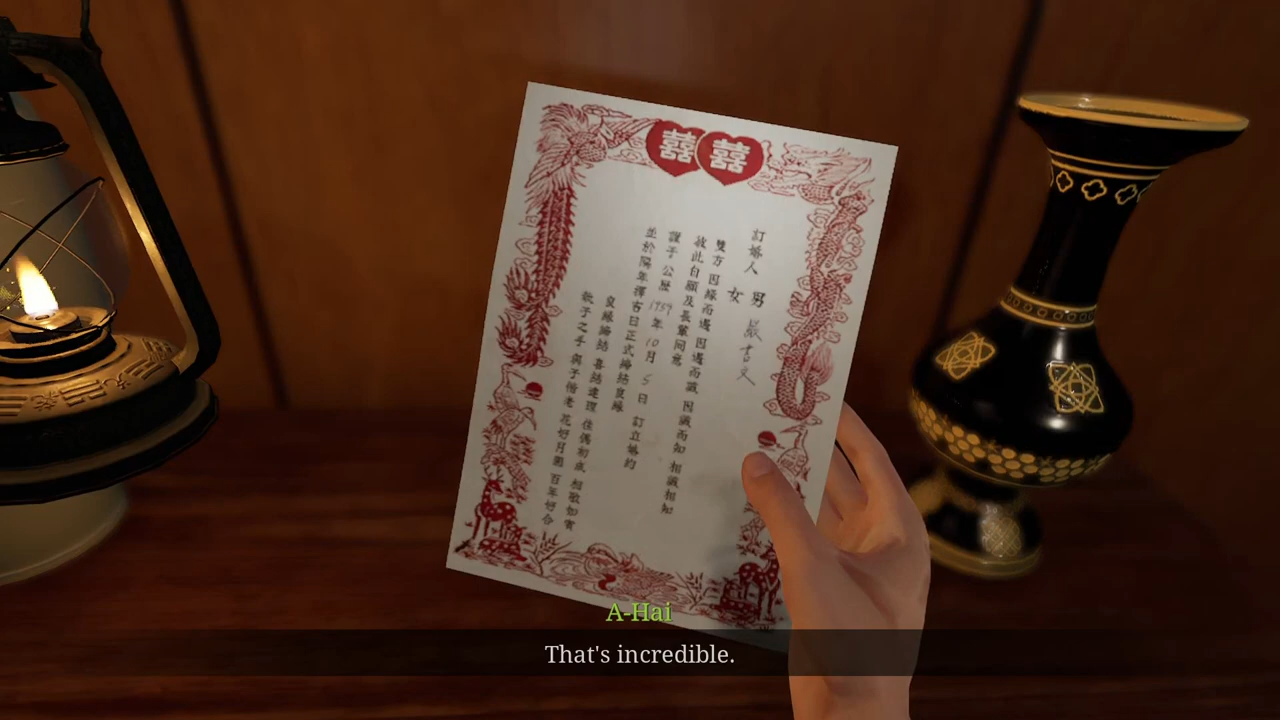 囍 囍
訂婚人 男 嚴書文
女
雙方 因緣而遇 因遇而識 因識而知 相識相知
故此自願及長輩同意
謹于 公歷 年 10 月 5 日 訂立婚約
並於 年擇 日正式締結良緣
良緣締結 喜結連理 佳偶初成 相敬如賓
執子之手 與子偕老 花好月圓 百年好合
A-Hai
That's incredible.